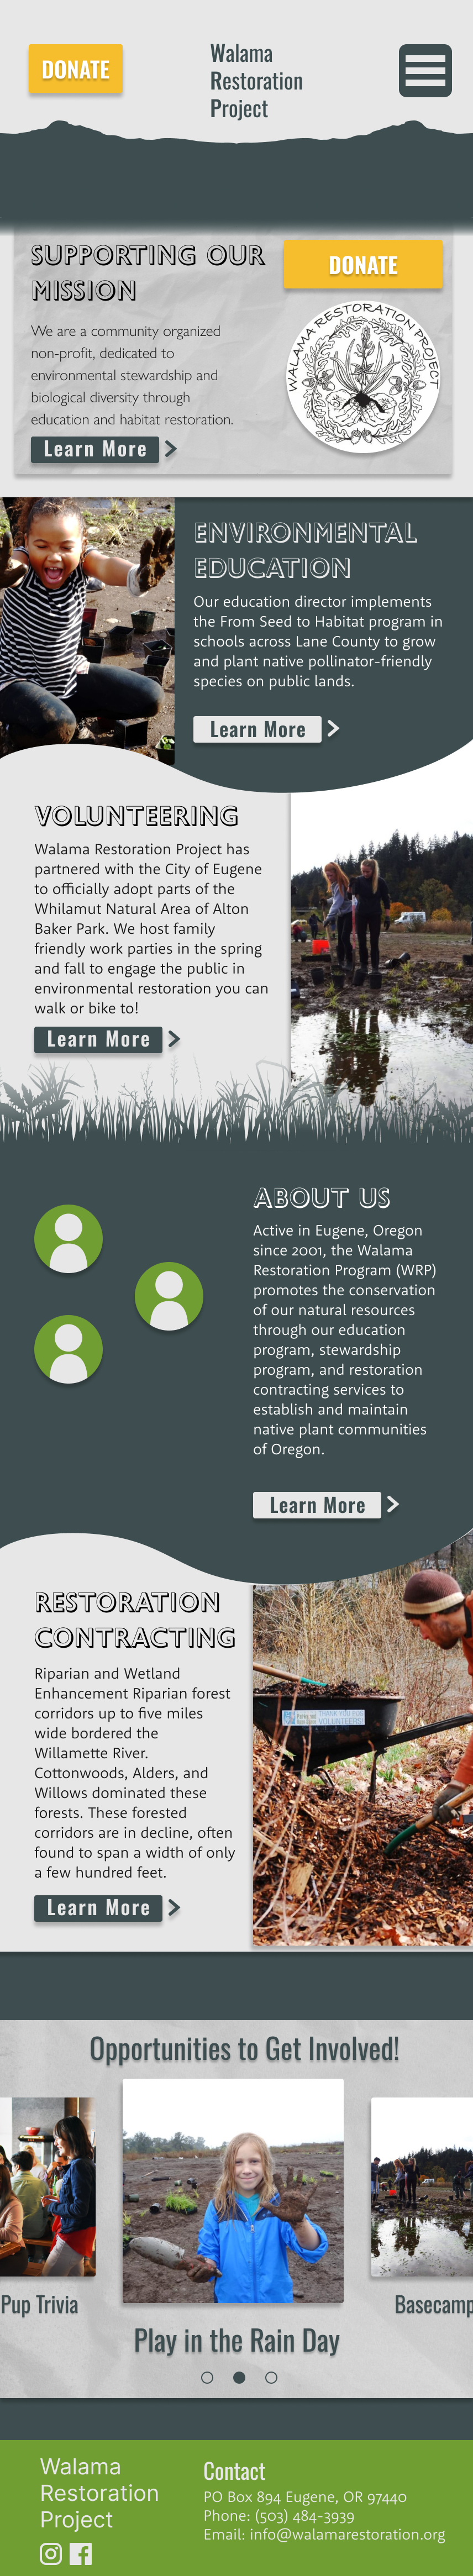 DONATE
Walama
Restoration
Project
SUPPORTING OUR
MISSION
We are a community organized
non-profit, dedicated to
environmental stewardship and
biological diversity through
education and habitat restoration.
Learn More
DONATE
WALAMA RESTORATION PROJECT
ENVIRONMENTAL
EDUCATION
Our education director implements
the From Seed to Habitat program in
schools across Lane County to grow
and plant native pollinator-friendly
species on public lands.
Learn More
VOLUNTEERING
Walama Restoration Project has
partnered with the City of Eugene
to officially adopt parts of the
Whilamut Natural Area of Alton
Baker Park. We host family
friendly work parties in the spring
and fall to engage the public in
environmental restoration you can
walk or bike to!
Learn More
ABOUT US
Active in Eugene, Oregon
since 2001, the Walama
Restoration Program (WRP)
promotes the conservation
of our natural resources
through our education
program, stewardship
program, and restoration
contracting services to
establish and maintain
native plant communities
of Oregon.
Learn More
RESTORATION
CONTRACTING
Riparian and Wetland
Enhancement Riparian forest
corridors up to five miles
wide bordered the
Willamette River.
Cottonwoods, Alders, and
Willows dominated these
forests. These forested
corridors are in decline, often
found to span a width of only
a few hundred feet.
Learn More
THANK YOU FOR
VOLUNTEERS!
Opportunities to Get Involved!
Pup Trivia
Play in the Rain Day
Basecamp
Walama
Restoration
Project
Contact
PO Box 894 Eugene, OR 97440
Phone: (503) 484-3939
Email: info@walamarestoration.org